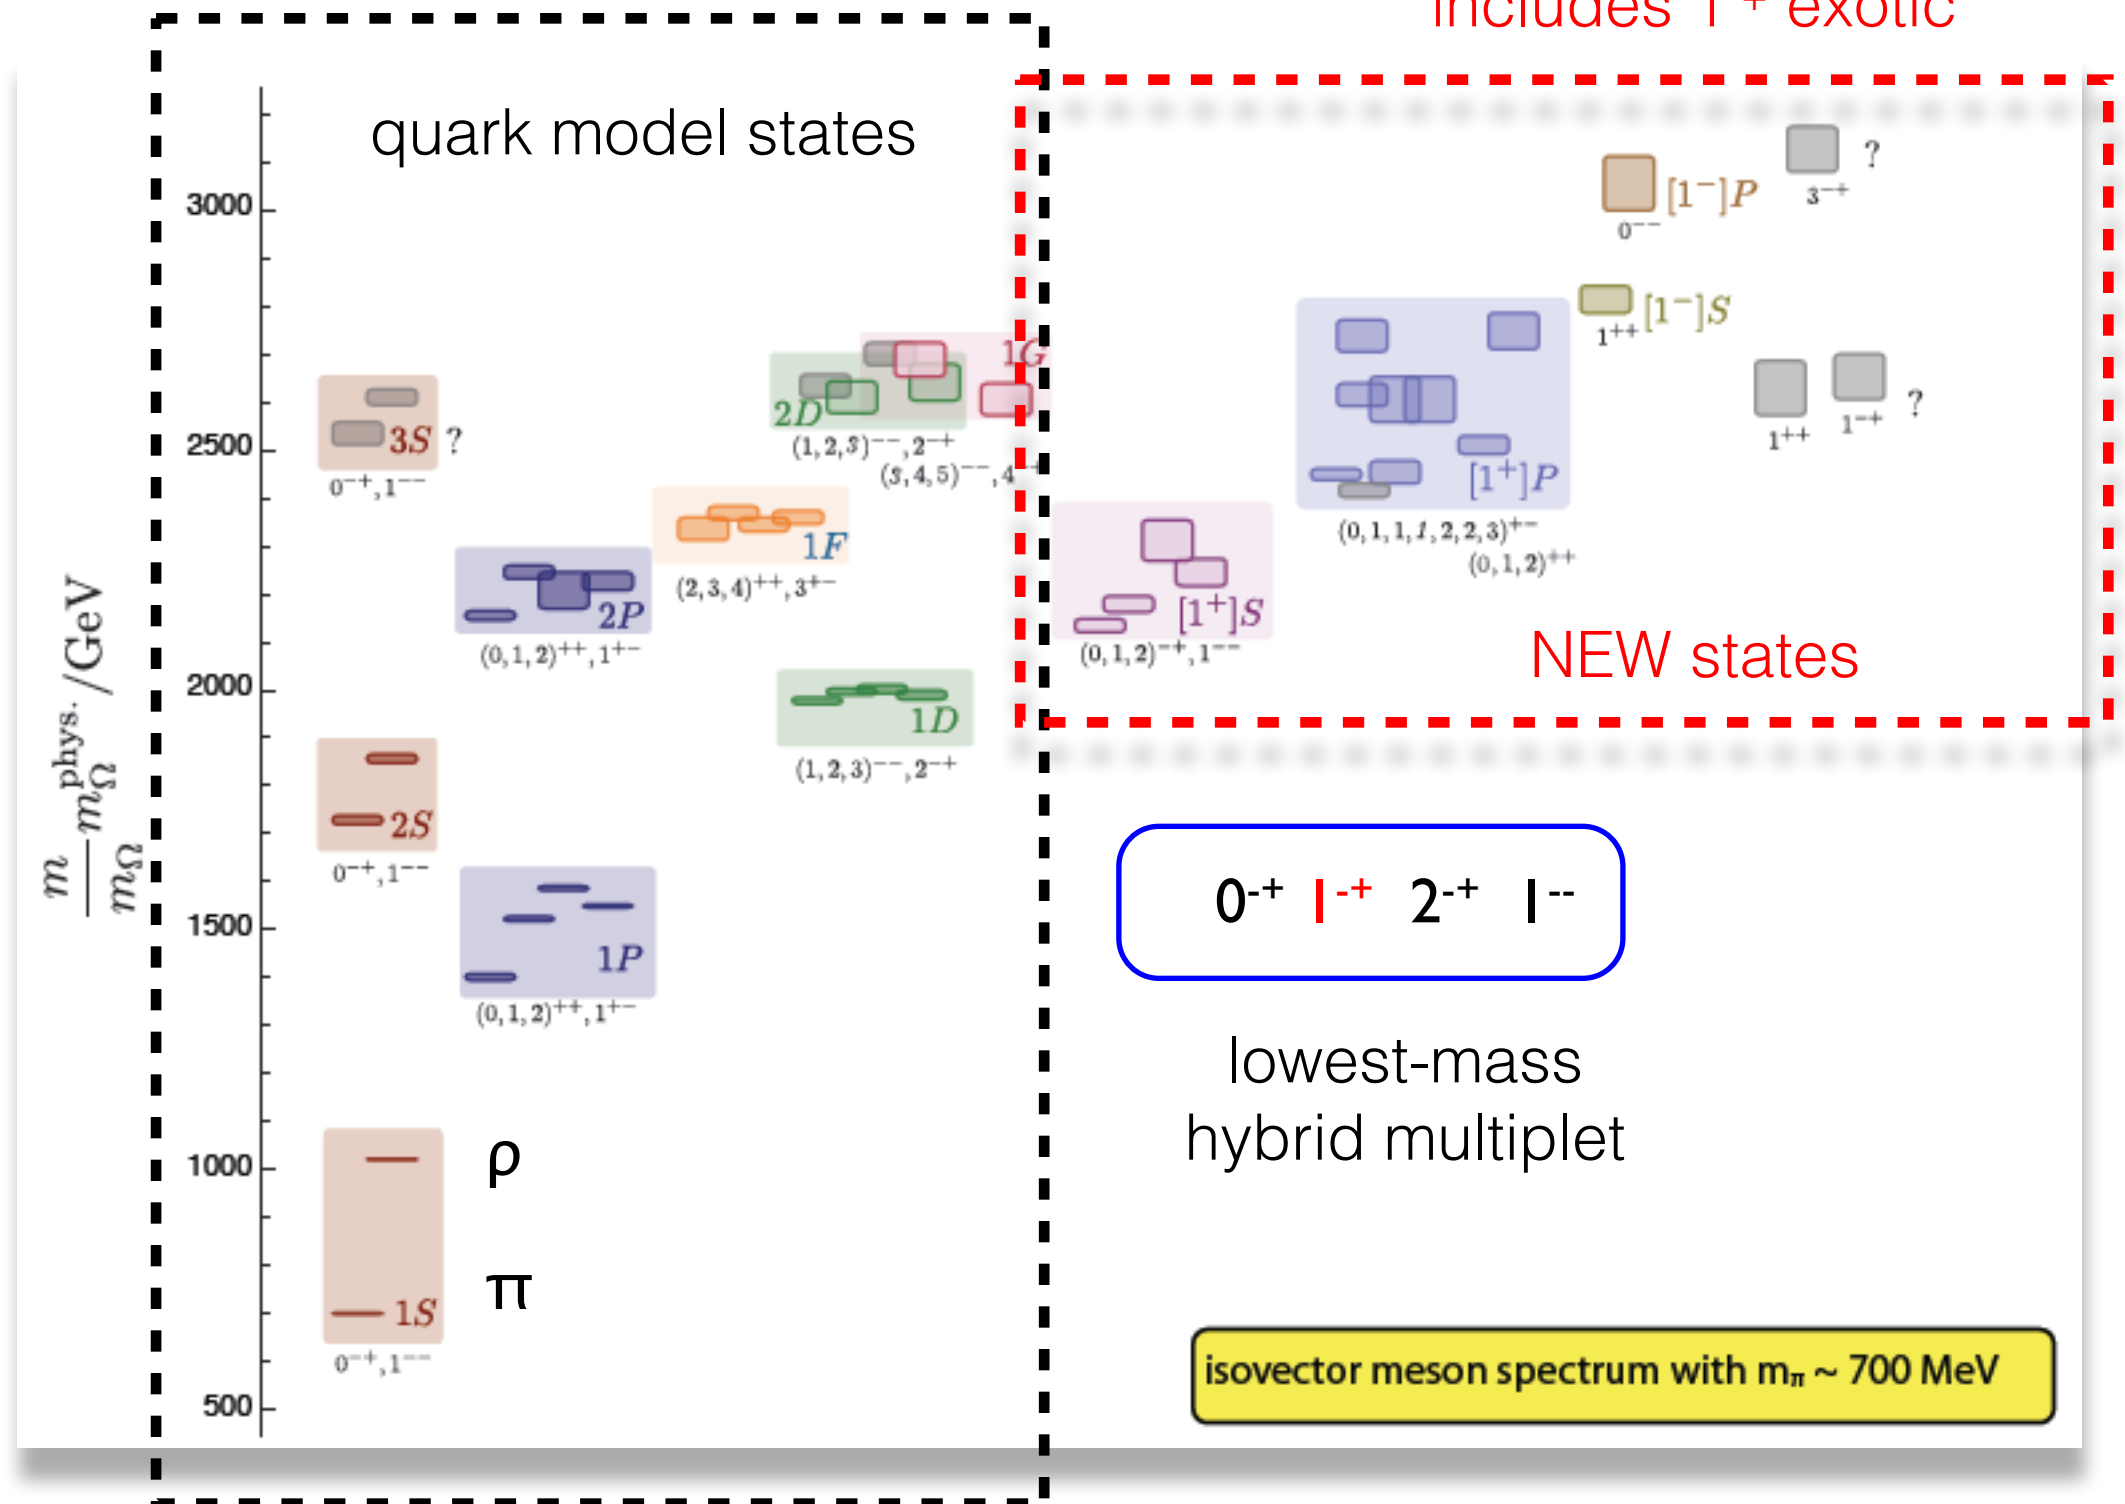 includes 1⁻⁺ exotic
quark model states
3000
2500
2000
1500
1000
500
m/m_Ω m_Ω^phys. /GeV
[1⁻]P
0⁻⁻
?
3⁻⁺
[1⁻]S
1⁺⁺
1⁺⁺
1⁻⁺
?
3S ?
0⁻⁺, 1⁻⁻
2D
(1, 2, 3)⁻⁻, 2⁻⁺
1G
(3, 4, 5)⁻⁻, 4⁻⁺
1F
(2, 3, 4)⁺⁺, 3⁺⁻
2P
(0, 1, 2)⁺⁺, 1⁺⁻
[1⁺]P
(0, 1, 1, 1, 2, 2, 3)⁺⁻
(0, 1, 2)⁺⁺
[1⁺]S
(0, 1, 2)⁻⁺, 1⁻⁻
NEW states
1D
(1, 2, 3)⁻⁻, 2⁻⁺
2S
0⁻⁺, 1⁻⁻
1P
(0, 1, 2)⁺⁺, 1⁺⁻
0⁻⁺ 1⁻⁺ 2⁻⁺ 1⁻⁻
lowest-mass
hybrid multiplet
ρ
π
1S
0⁻⁺, 1⁻⁻
isovector meson spectrum with mπ ~ 700 MeV